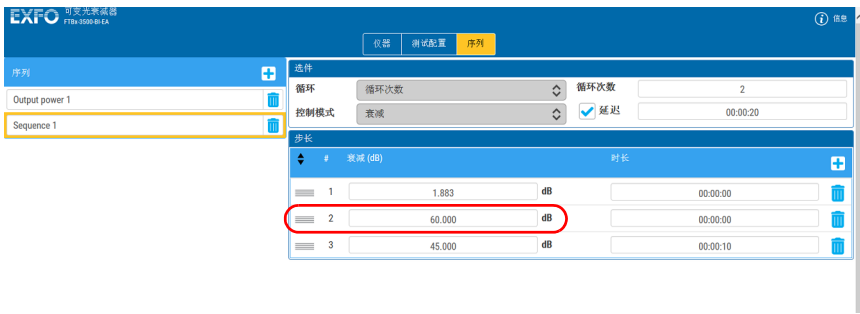 EXFO 可变光衰减器
FTBx-3500-BI-EA
i 信息
仪器 测试配置 序列
序列
Output power 1
Sequence 1
选件
循环 循环次数 循环次数 2
控制模式 衰减 延迟 00:00:20
步长
# 衰减 (dB) 时长
1 1.883 dB 00:00:00
2 60.000 dB 00:00:00
3 45.000 dB 00:00:10